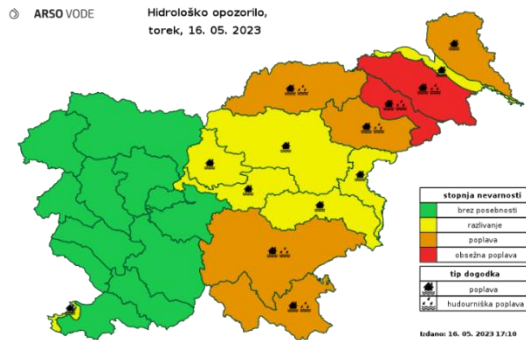 ARSO VODE
Hidrološko opozorilo,
torek, 16. 05. 2023
stopnja nevarnosti
brez posebnosti
razlivanje
poplava
obsežna poplava
tip dogodka
poplava
hudourniška poplava
Izdano: 16. 05. 2023 17:10